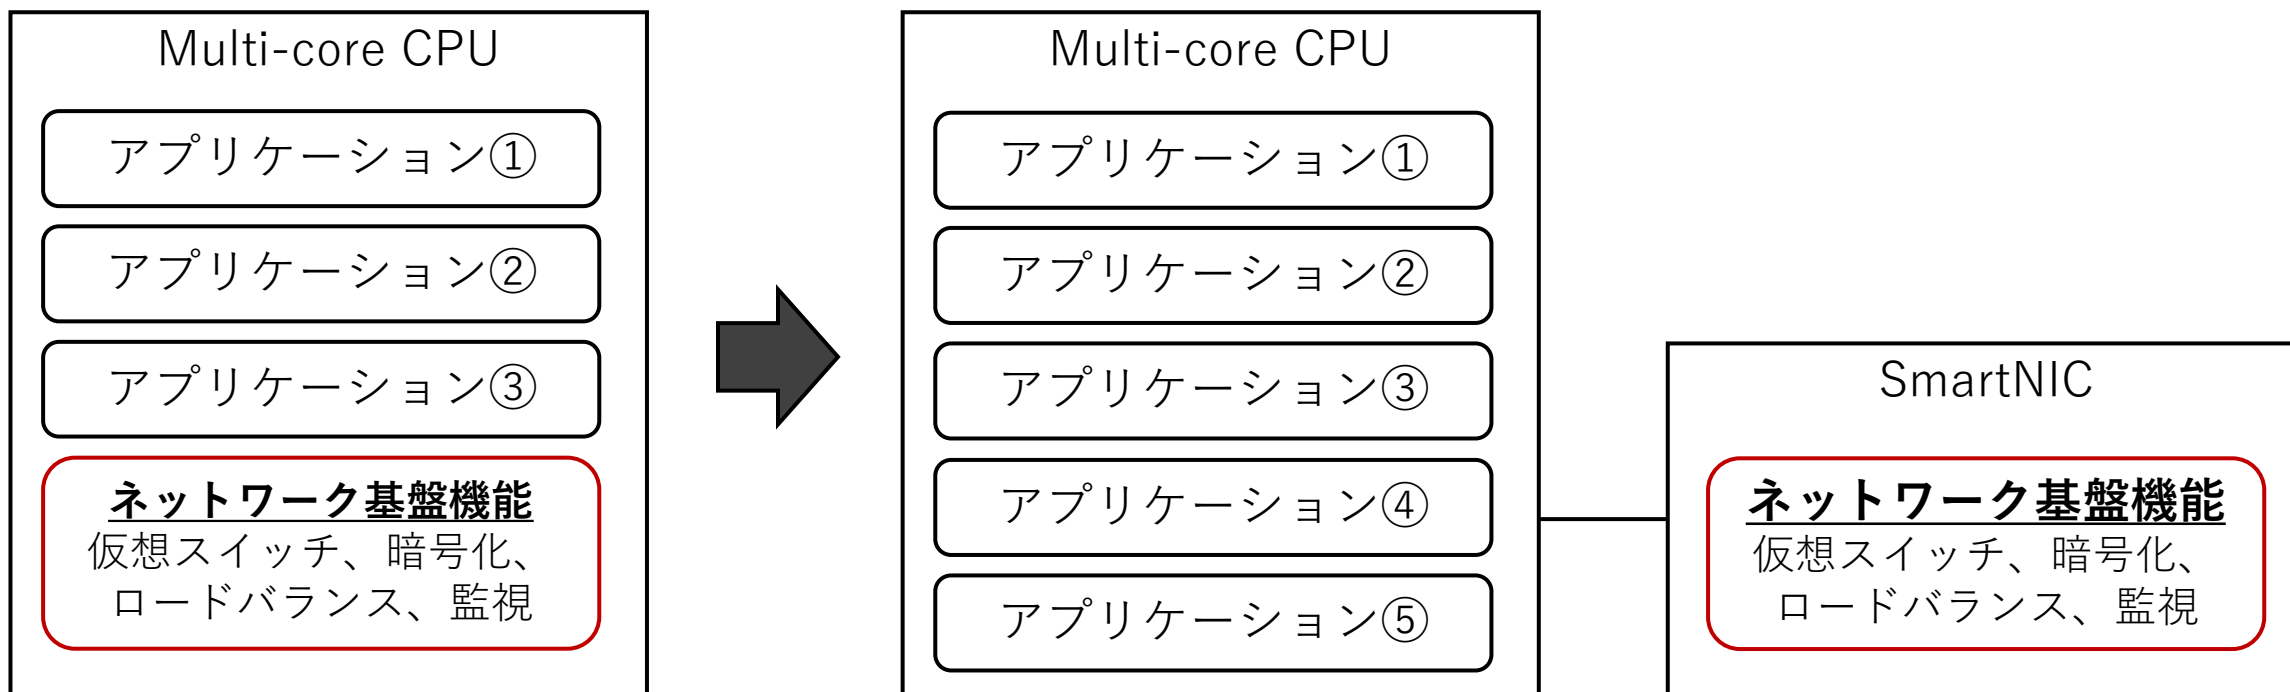 Multi-core CPU
アプリケーション①
アプリケーション②
アプリケーション③
ネットワーク基盤機能
仮想スイッチ、暗号化、
ロードバランス、監視
Multi-core CPU
アプリケーション①
アプリケーション②
アプリケーション③
アプリケーション④
アプリケーション⑤
SmartNIC
ネットワーク基盤機能
仮想スイッチ、暗号化、
ロードバランス、監視